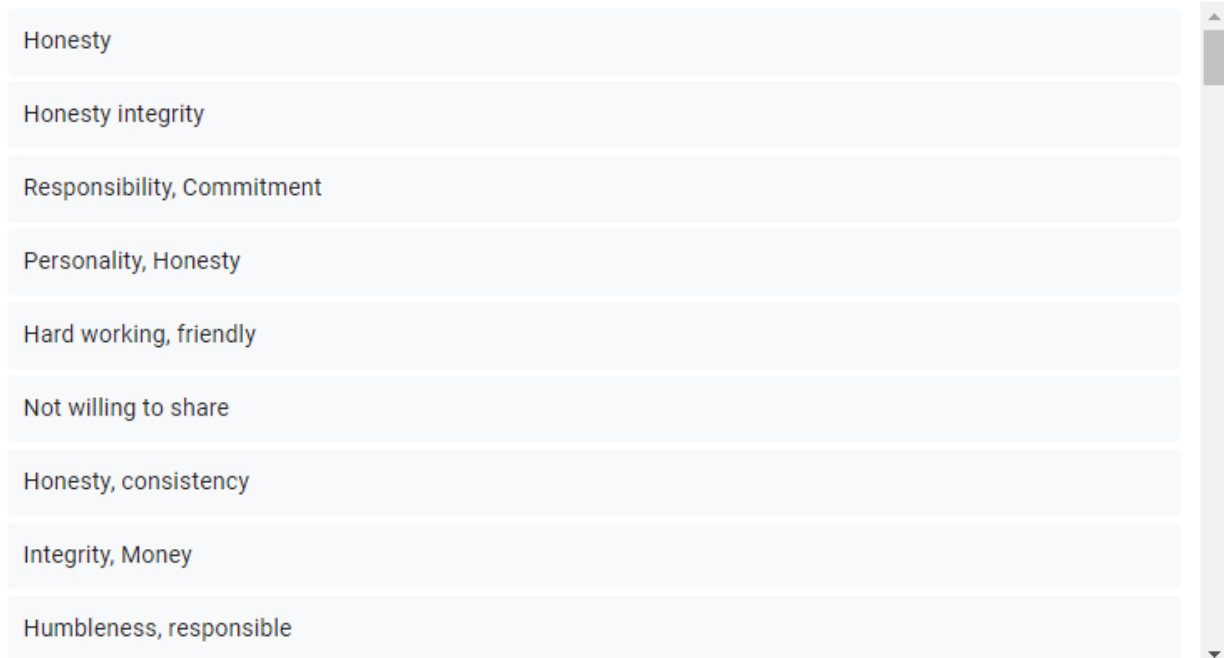 Honesty
Honesty integrity
Responsibility, Commitment
Personality, Honesty
Hard working, friendly
Not willing to share
Honesty, consistency
Integrity, Money
Humbleness, responsible